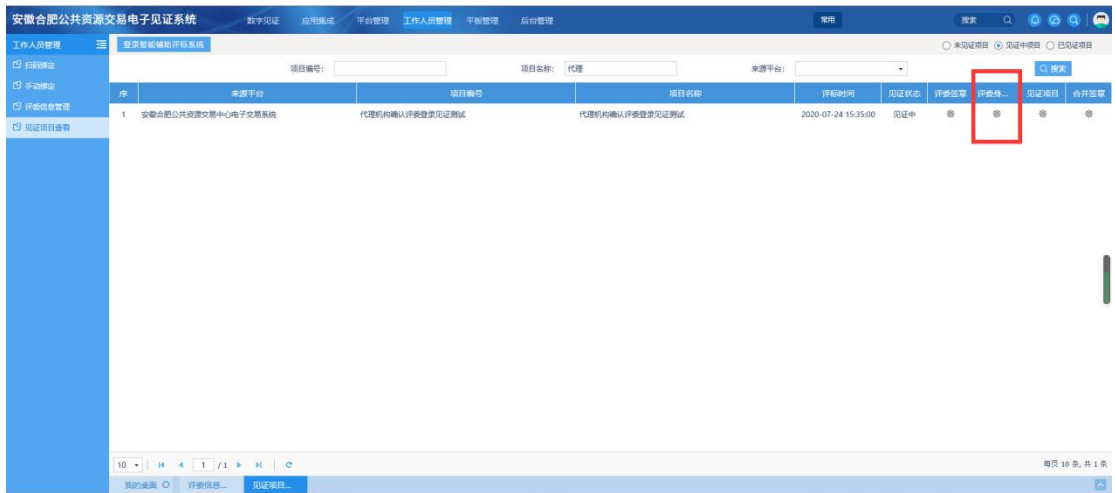 安徽合肥公共资源交易电子见证系统 数字见证 应用集成 平台管理 工作人员管理 平板管理 后台管理 常用 搜索
工作人员管理 登录智能辅助评标系统 未见证项目 见证中项目 已见证项目
扫码绑定 项目编号: 项目名称: 代理 来源平台: 搜索
手动绑定
序 来源平台 项目编号 项目名称 评标时间 见证状态 评委签章 评委身... 见证项目 合并签章
评委信息管理
1 安徽合肥公共资源交易中心电子交易系统 代理机构确认评委登录见证测试 代理机构确认评委登录见证测试 2020-07-24 15:35:00 见证中
见证项目查看
10 1 / 1 每页 10 条, 共 1 条
我的桌面 评委信息... 见证项目...